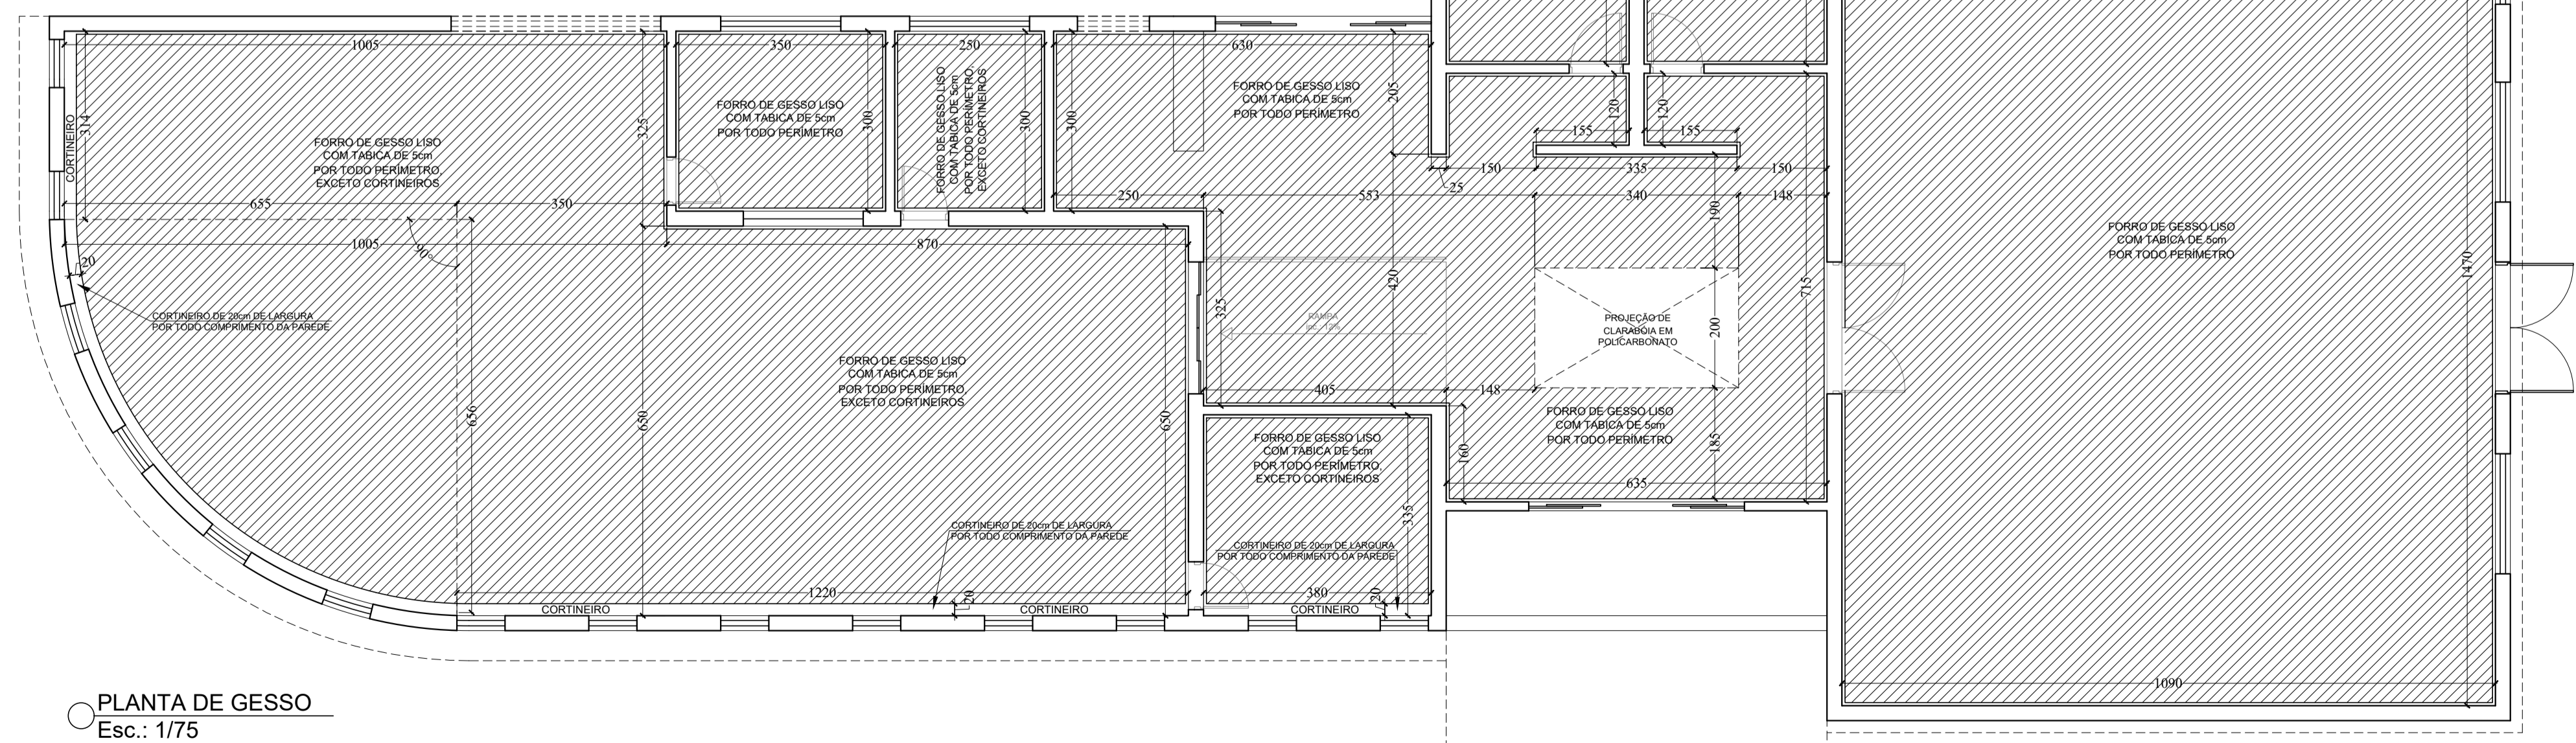 1005
350
250
630
CORTINEIRO
314
FORRO DE GESSO LISO
COM TABICA DE 5cm
POR TODO PERÍMETRO,
EXCETO CORTINEIROS
325
FORRO DE GESSO LISO
COM TABICA DE 5cm
POR TODO PERÍMETRO
300
FORRO DE GESSO LISO
COM TABICA DE 5cm
POR TODO PERÍMETRO,
EXCETO CORTINEIROS
300
300
FORRO DE GESSO LISO
COM TABICA DE 5cm
POR TODO PERÍMETRO
205
120
120
155
155
150
335
150
25
655
350
250
553
340
148
190
1005
90°
870
20
CORTINEIRO DE 20cm DE LARGURA
POR TODO COMPRIMENTO DA PAREDE
325
420
715
RAMPA
inc.: 12%
PROJEÇÃO DE
CLARABÓIA EM
POLICARBONATO
200
FORRO DE GESSO LISO
COM TABICA DE 5cm
POR TODO PERÍMETRO
1470
FORRO DE GESSO LISO
COM TABICA DE 5cm
POR TODO PERÍMETRO,
EXCETO CORTINEIROS
656
650
650
405
148
FORRO DE GESSO LISO
COM TABICA DE 5cm
POR TODO PERÍMETRO
185
160
635
FORRO DE GESSO LISO
COM TABICA DE 5cm
POR TODO PERÍMETRO,
EXCETO CORTINEIROS
335
CORTINEIRO DE 20cm DE LARGURA
POR TODO COMPRIMENTO DA PAREDE
CORTINEIRO DE 20cm DE LARGURA
POR TODO COMPRIMENTO DA PAREDE
1220
20
380
20
CORTINEIRO
CORTINEIRO
CORTINEIRO
1090
PLANTA DE GESSO
Esc.: 1/75